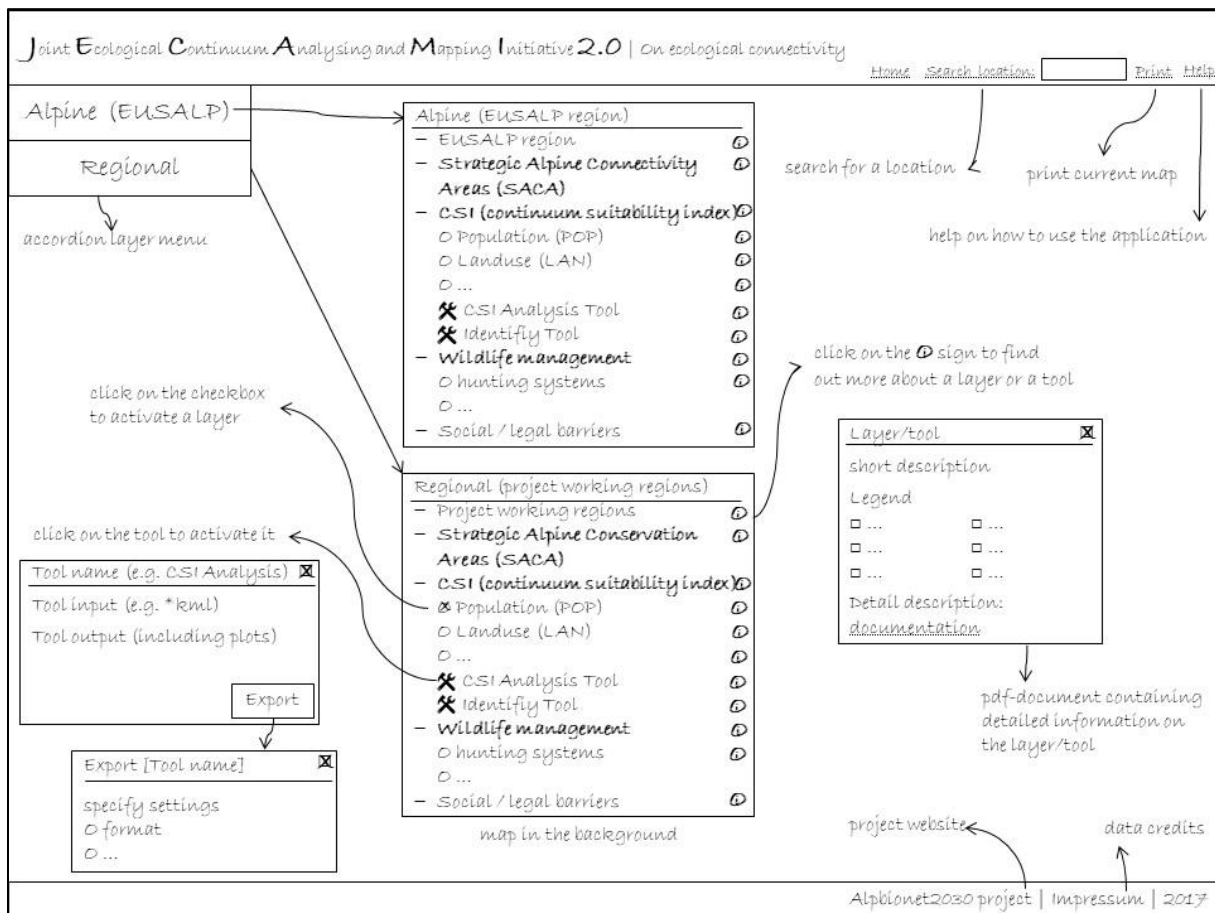 Joint Ecological Continuum Analysing and Mapping Initiative 2.0 | On ecological connectivity
Home Search location: Print Help
Alpine (EUSALP)
Regional
accordion layer menu
Alpine (EUSALP region)
– EUSALP region
– Strategic Alpine Connectivity
Areas (SACA)
– CSI (continuum suitability index)
O Population (POP)
O Landuse (LAN)
O ...
CSI Analysis Tool
Identifiy Tool
– Wildlife management
O hunting systems
O ...
– Social / legal barriers
search for a location
print current map
help on how to use the application
click on the i sign to find
out more about a layer or a tool
click on the checkbox
to activate a layer
click on the tool to activate it
Tool name (e.g. CSI Analysis)
Tool input (e.g. *kml)
Tool output (including plots)
Export
Export [Tool name]
specify settings
O format
O ...
Regional (project working regions)
– Project working regions
– Strategic Alpine Conservation
Areas (SACA)
– CSI (continuum suitability index)
Population (POP)
O Landuse (LAN)
O ...
CSI Analysis Tool
Identifiy Tool
– Wildlife management
O hunting systems
O ...
– Social / legal barriers
map in the background
Layer/tool
short description
Legend
□ ... □ ...
□ ... □ ...
□ ... □ ...
Detail description:
documentation
pdf-document containing
detailed information on
the layer/tool
project website
data credits
Alpbionet2030 project | Impressum | 2017